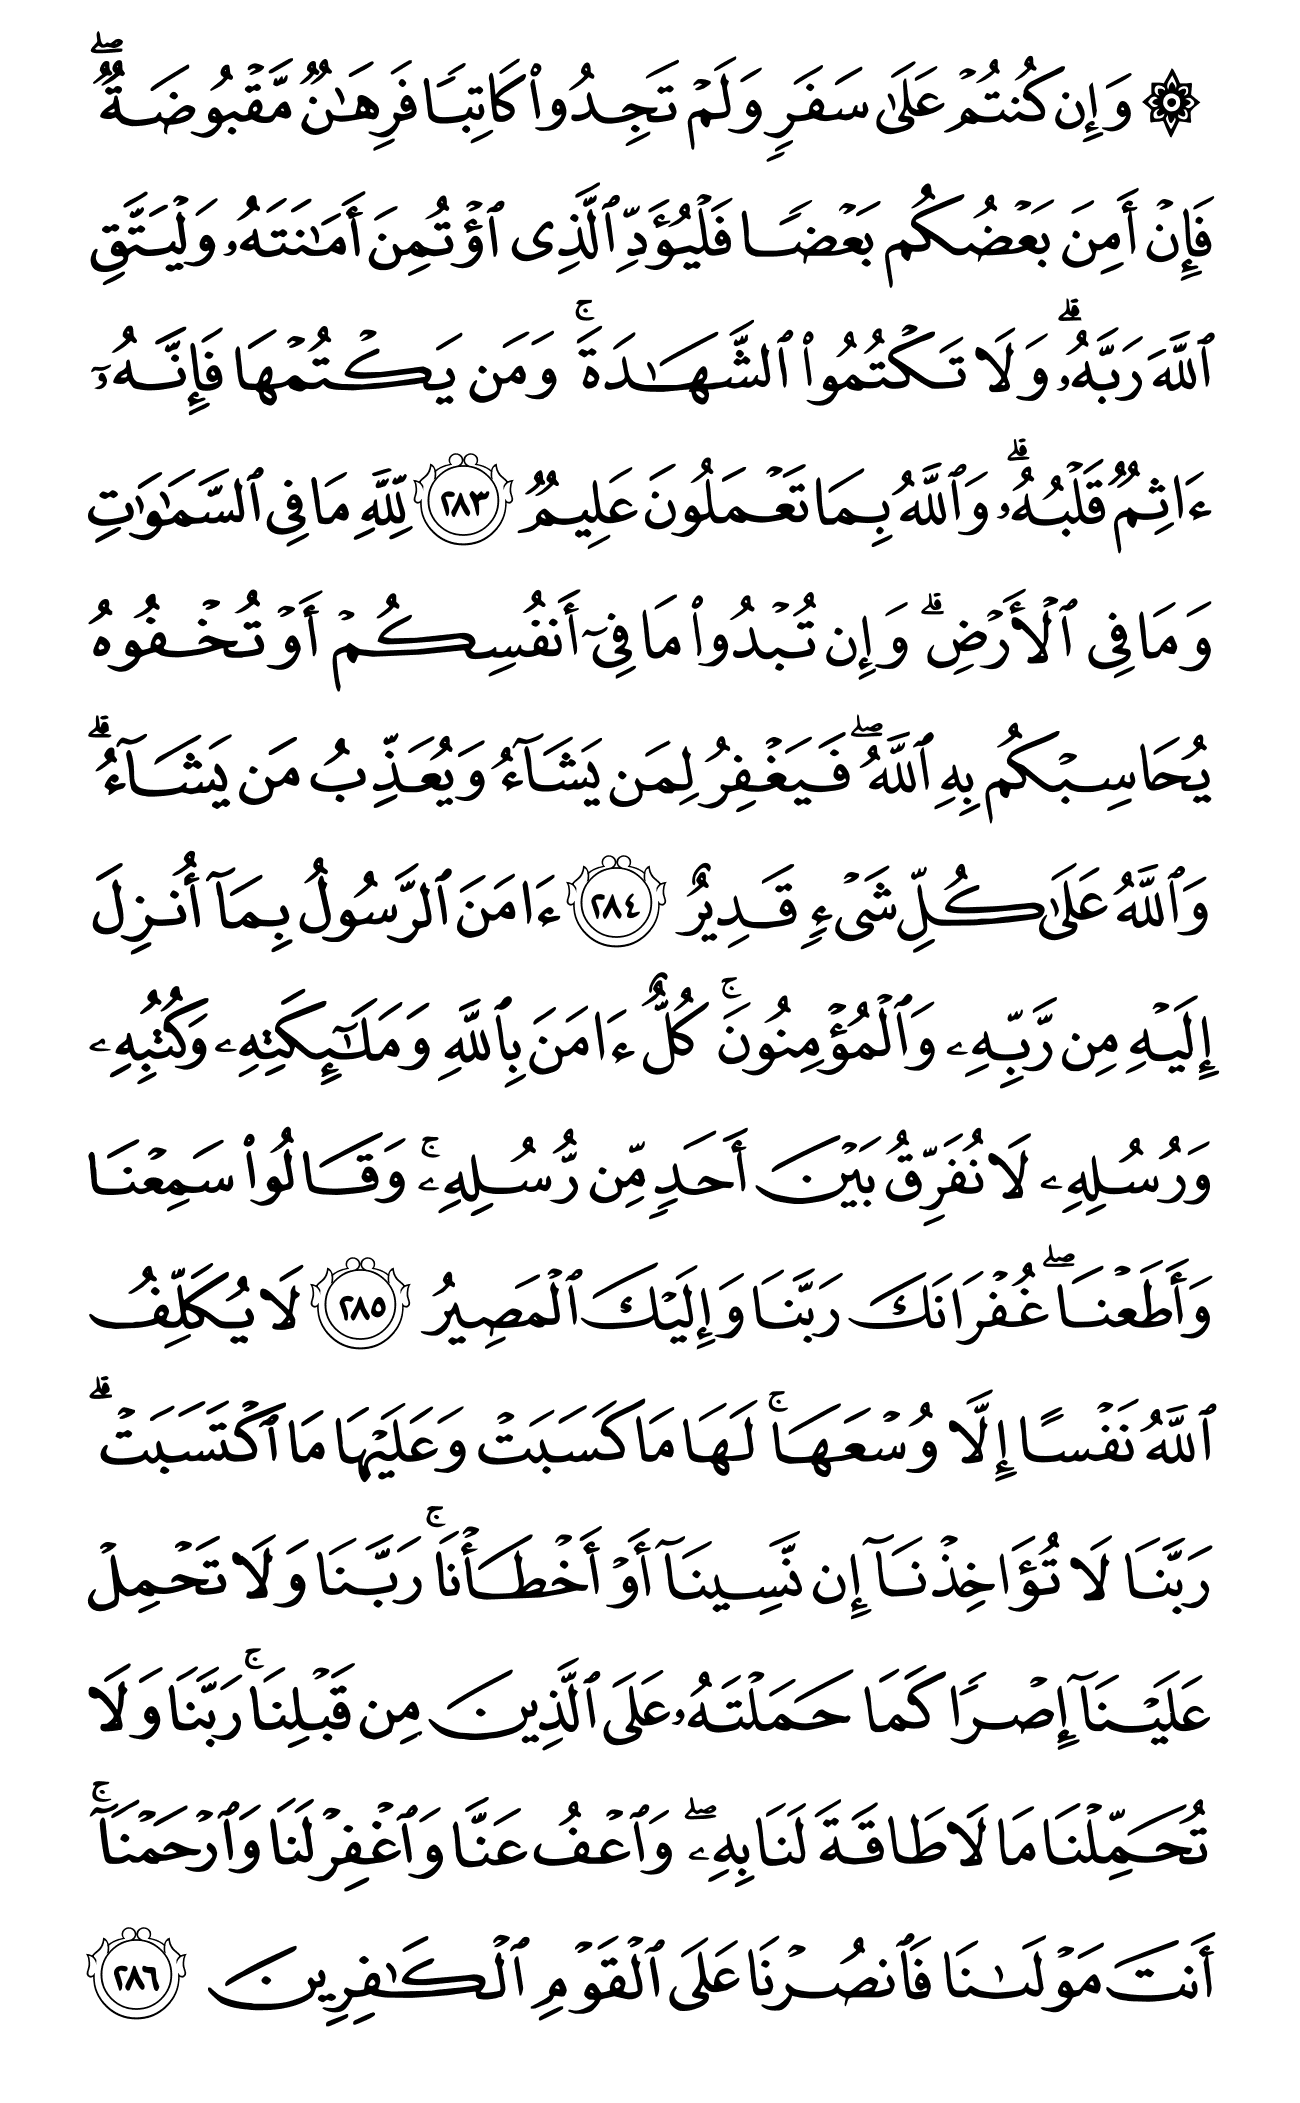 ۞ وَإِن كُنتُمۡ عَلَىٰ سَفَرٖ وَلَمۡ تَجِدُواْ كَاتِبٗا فَرِهَٰنٞ مَّقۡبُوضَةٞۖ
فَإِنۡ أَمِنَ بَعۡضُكُم بَعۡضٗا فَلۡيُؤَدِّ ٱلَّذِي ٱؤۡتُمِنَ أَمَٰنَتَهُۥ وَلۡيَتَّقِ
ٱللَّهَ رَبَّهُۥۗ وَلَا تَكۡتُمُواْ ٱلشَّهَٰدَةَۚ وَمَن يَكۡتُمۡهَا فَإِنَّهُۥٓ
ءَاثِمٞ قَلۡبُهُۥۗ وَٱللَّهُ بِمَا تَعۡمَلُونَ عَلِيمٞ ٢٨٣ لِّلَّهِ مَا فِي ٱلسَّمَٰوَٰتِ
وَمَا فِي ٱلۡأَرۡضِۗ وَإِن تُبۡدُواْ مَا فِيٓ أَنفُسِكُمۡ أَوۡ تُخۡفُوهُ
يُحَاسِبۡكُم بِهِ ٱللَّهُۖ فَيَغۡفِرُ لِمَن يَشَآءُ وَيُعَذِّبُ مَن يَشَآءُۗ
وَٱللَّهُ عَلَىٰ كُلِّ شَيۡءٖ قَدِيرٌ ٢٨٤ ءَامَنَ ٱلرَّسُولُ بِمَآ أُنزِلَ
إِلَيۡهِ مِن رَّبِّهِۦ وَٱلۡمُؤۡمِنُونَۚ كُلٌّ ءَامَنَ بِٱللَّهِ وَمَلَٰٓئِكَتِهِۦ وَكُتُبِهِۦ
وَرُسُلِهِۦ لَا نُفَرِّقُ بَيۡنَ أَحَدٖ مِّن رُّسُلِهِۦۚ وَقَالُواْ سَمِعۡنَا
وَأَطَعۡنَاۖ غُفۡرَانَكَ رَبَّنَا وَإِلَيۡكَ ٱلۡمَصِيرُ ٢٨٥ لَا يُكَلِّفُ
ٱللَّهُ نَفۡسًا إِلَّا وُسۡعَهَاۚ لَهَا مَا كَسَبَتۡ وَعَلَيۡهَا مَا ٱكۡتَسَبَتۡۗ
رَبَّنَا لَا تُؤَاخِذۡنَآ إِن نَّسِينَآ أَوۡ أَخۡطَأۡنَاۚ رَبَّنَا وَلَا تَحۡمِلۡ
عَلَيۡنَآ إِصۡرٗا كَمَا حَمَلۡتَهُۥ عَلَى ٱلَّذِينَ مِن قَبۡلِنَاۚ رَبَّنَا وَلَا
تُحَمِّلۡنَا مَا لَا طَاقَةَ لَنَا بِهِۦۖ وَٱعۡفُ عَنَّا وَٱغۡفِرۡ لَنَا وَٱرۡحَمۡنَآۚ
أَنتَ مَوۡلَىٰنَا فَٱنصُرۡنَا عَلَى ٱلۡقَوۡمِ ٱلۡكَٰفِرِينَ ٢٨٦